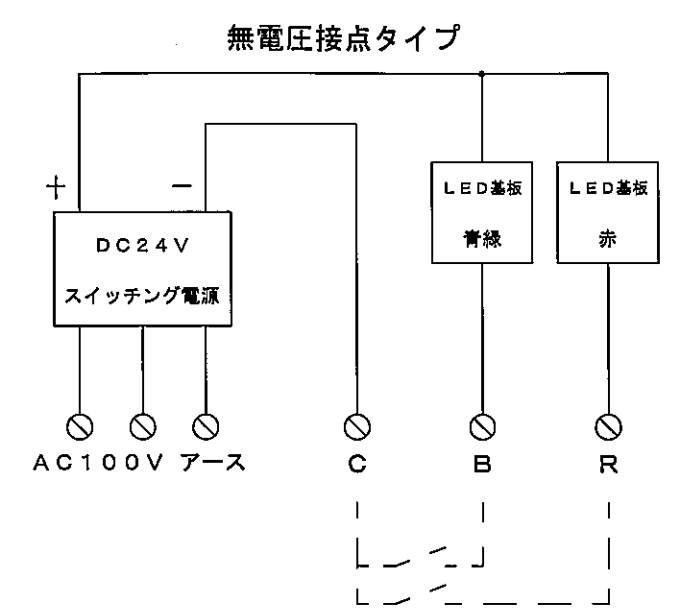 無電圧接点タイプ
+ −
LED基板 LED基板
DC24V
青緑 赤
スイッチング電源
AC100V アース C B R